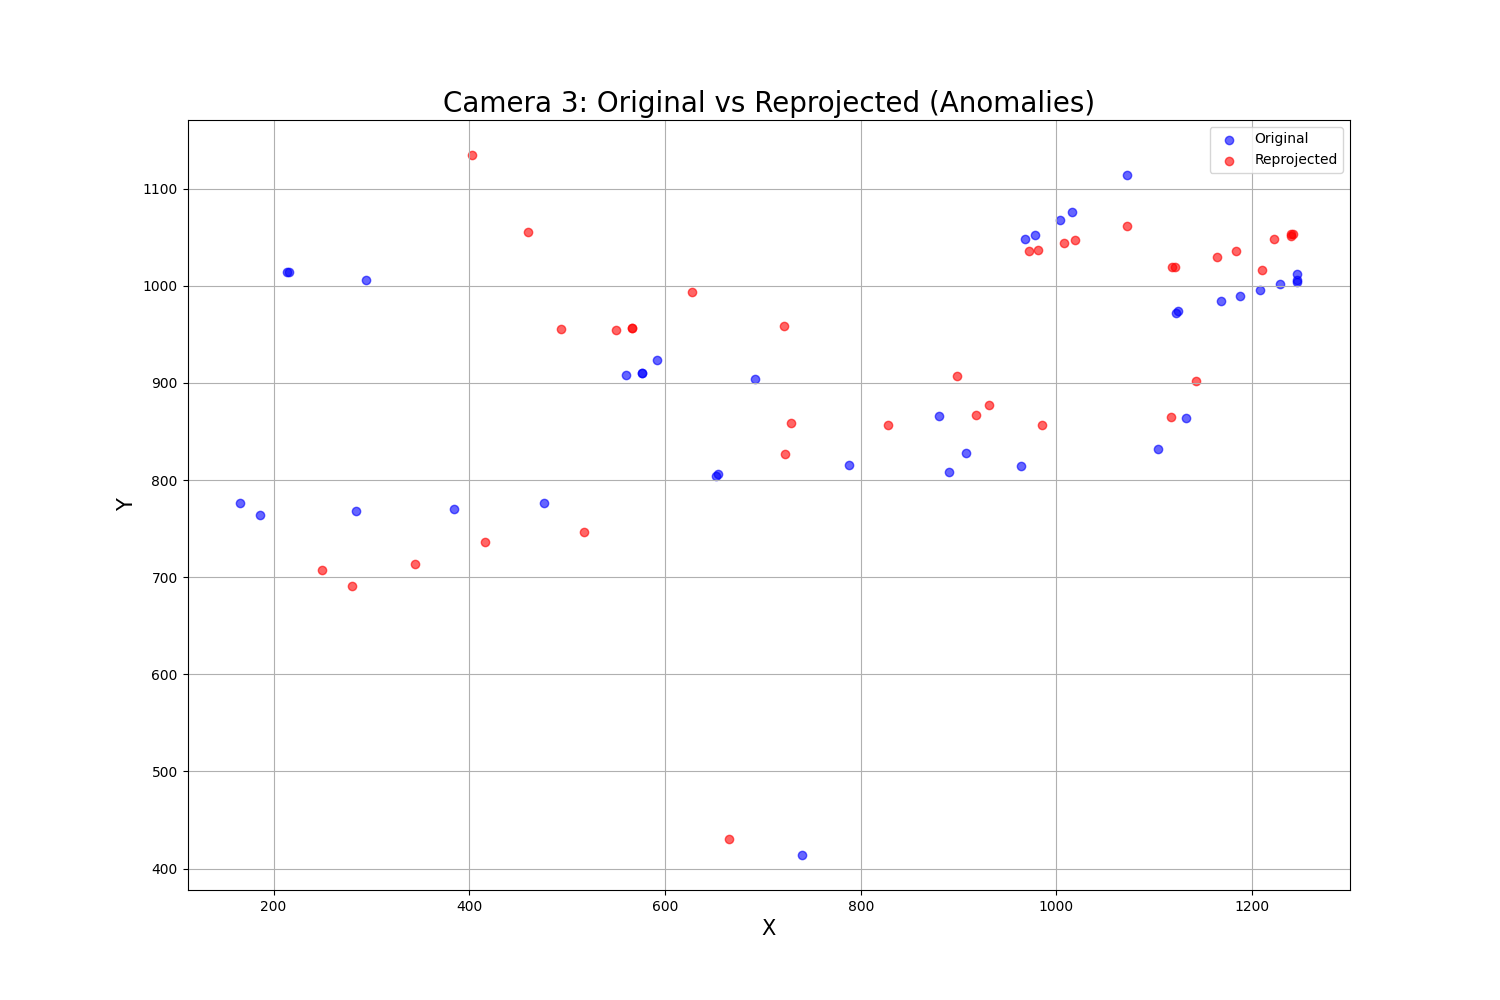 Camera 3: Original vs Reprojected (Anomalies)
Original
Reprojected
1100
1000
900
800
700
600
500
400
Y
200 400 600 800 1000 1200
X